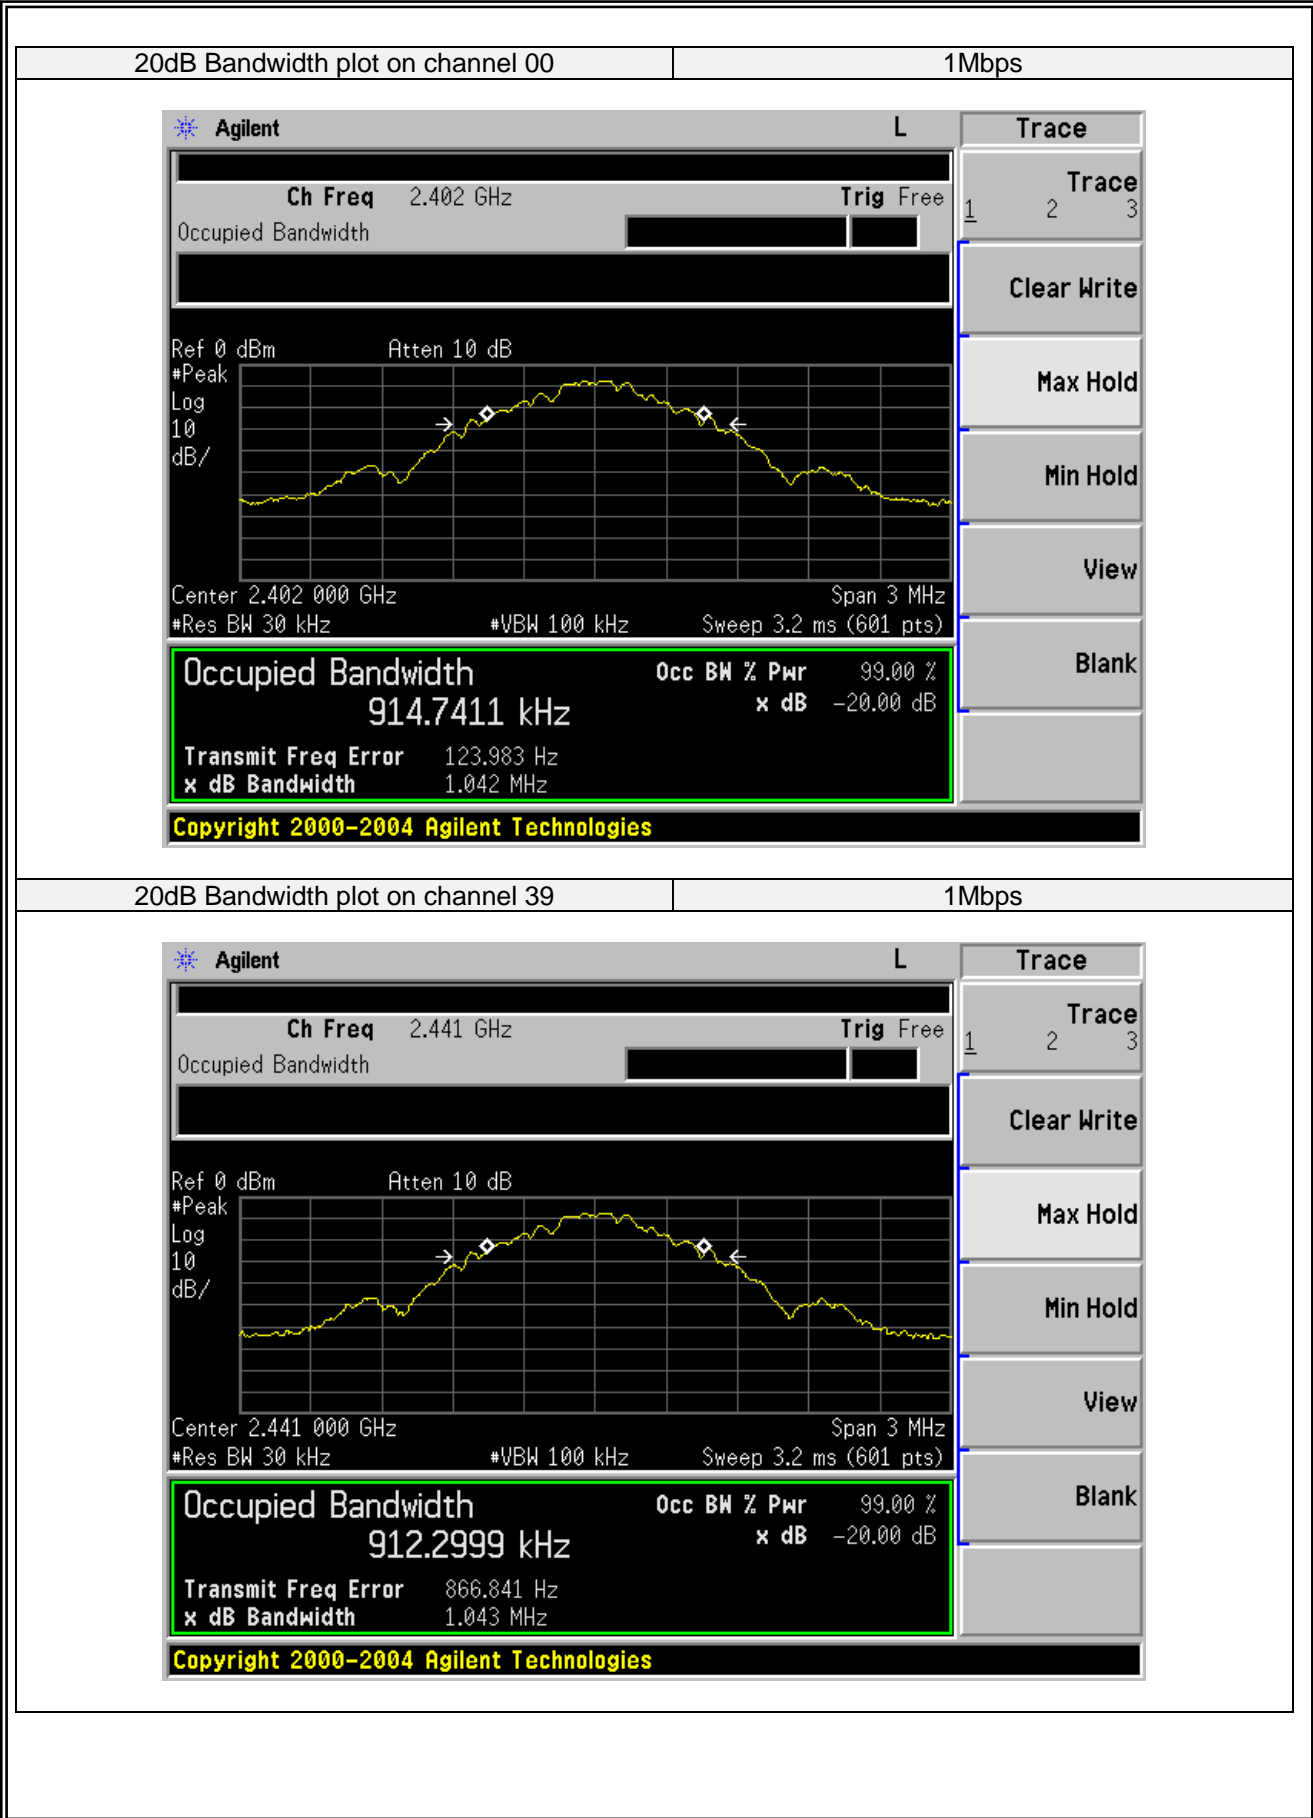 20dB Bandwidth plot on channel 00 1Mbps
Agilent L Trace
Ch Freq 2.402 GHz Trig Free
Trace
1 2 3
Occupied Bandwidth
Clear Write
Ref 0 dBm Atten 10 dB
#Peak
Log
10
dB/
Max Hold
Min Hold
View
Center 2.402 000 GHz Span 3 MHz
#Res BW 30 kHz #VBW 100 kHz Sweep 3.2 ms (601 pts)
Occupied Bandwidth Occ BW % Pwr 99.00 %
914.7411 kHz x dB -20.00 dB
Blank
Transmit Freq Error 123.983 Hz
x dB Bandwidth 1.042 MHz
Copyright 2000-2004 Agilent Technologies
20dB Bandwidth plot on channel 39 1Mbps
Agilent L Trace
Ch Freq 2.441 GHz Trig Free
Trace
1 2 3
Occupied Bandwidth
Clear Write
Ref 0 dBm Atten 10 dB
#Peak
Log
10
dB/
Max Hold
Min Hold
View
Center 2.441 000 GHz Span 3 MHz
#Res BW 30 kHz #VBW 100 kHz Sweep 3.2 ms (601 pts)
Occupied Bandwidth Occ BW % Pwr 99.00 %
912.2999 kHz x dB -20.00 dB
Blank
Transmit Freq Error 866.841 Hz
x dB Bandwidth 1.043 MHz
Copyright 2000-2004 Agilent Technologies